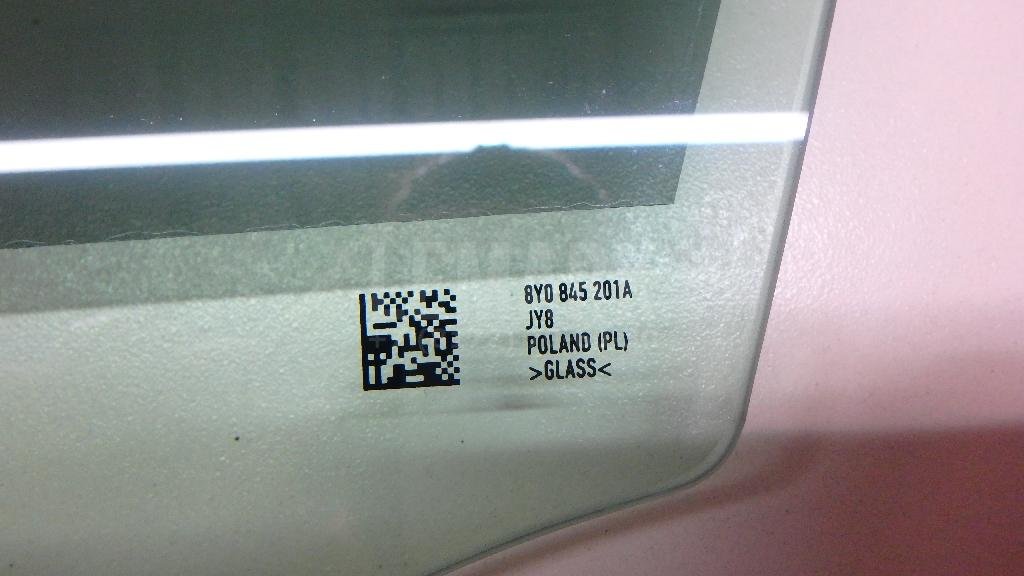 8Y0 845 201A
JY8
POLAND (PL)
>GLASS<